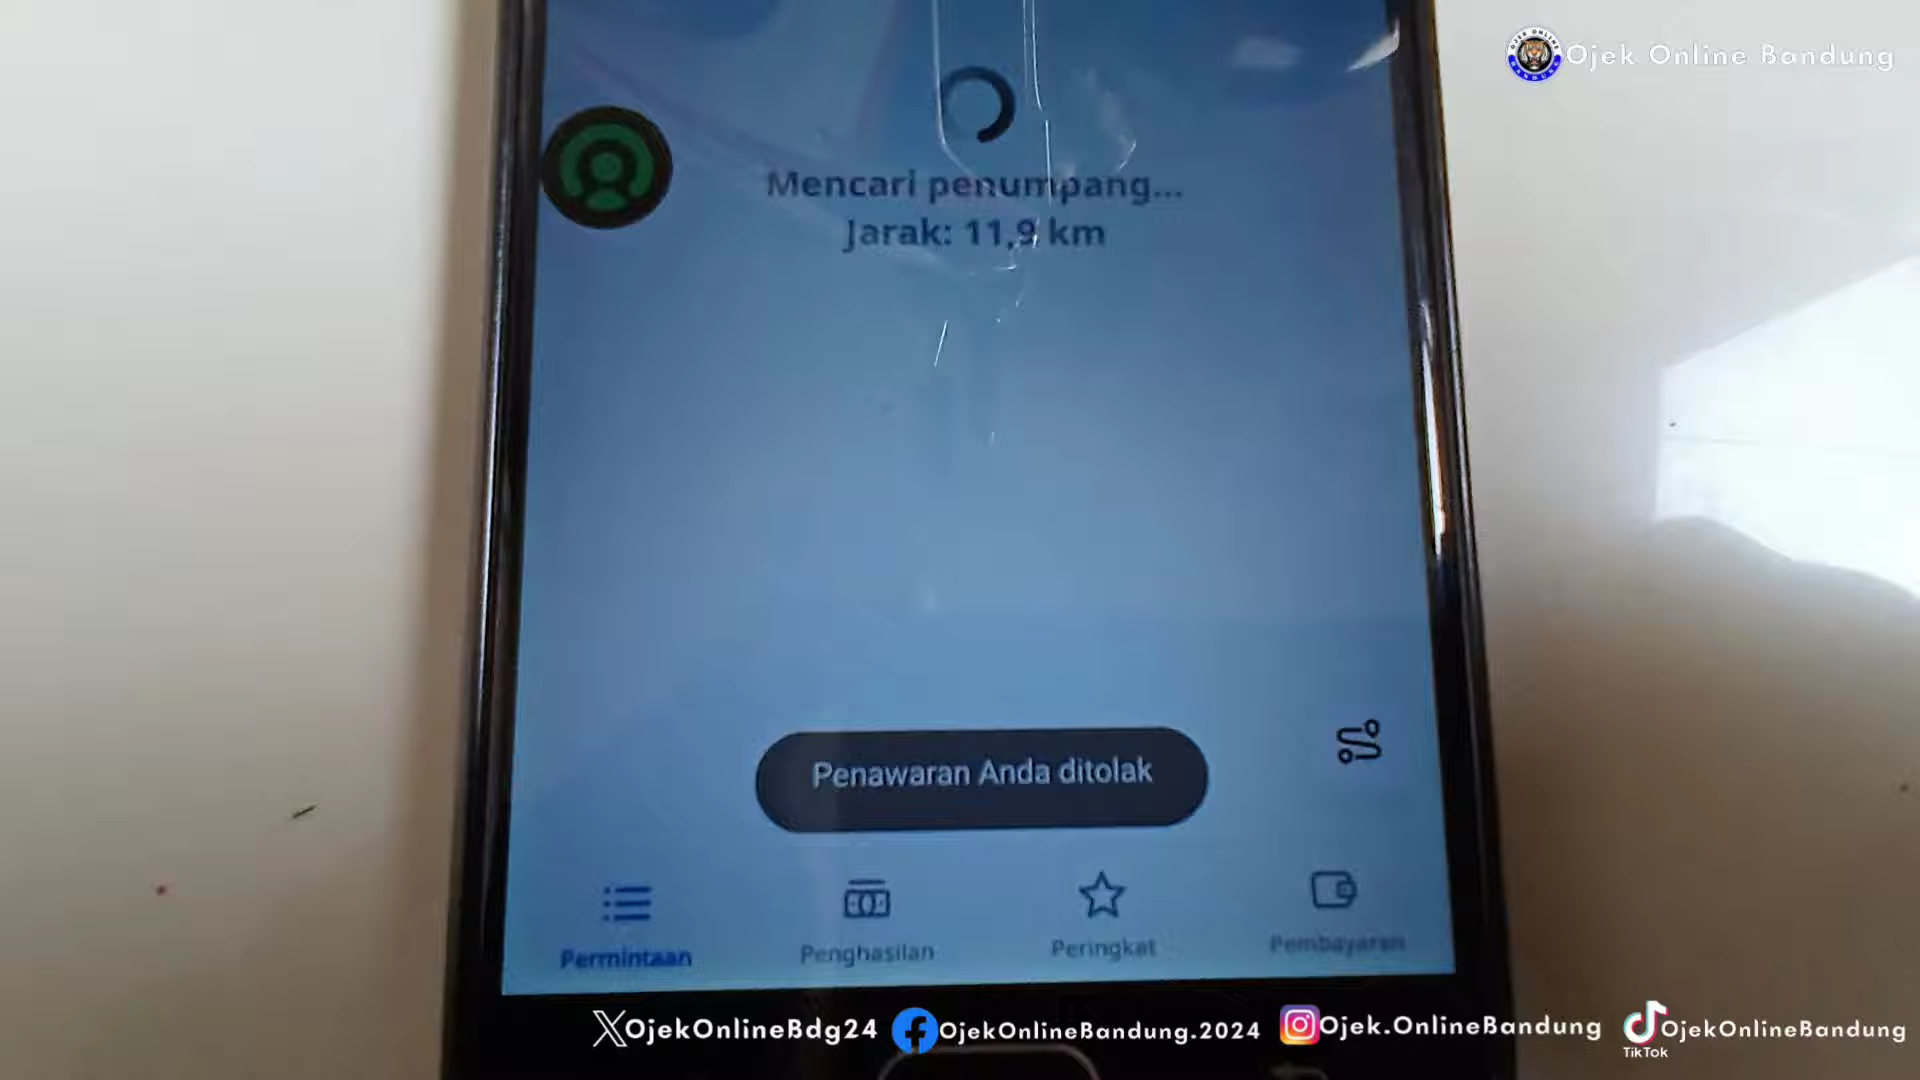 Ojek Online Bandung
Mencari penumpang...
Jarak: 11,9 km
Penawaran Anda ditolak
Permintaan
Penghasilan
Peringkat
Pembayaran
OjekOnlineBdg24
OjekOnlineBandung.2024
Ojek.OnlineBandung
OjekOnlineBandung
TikTok